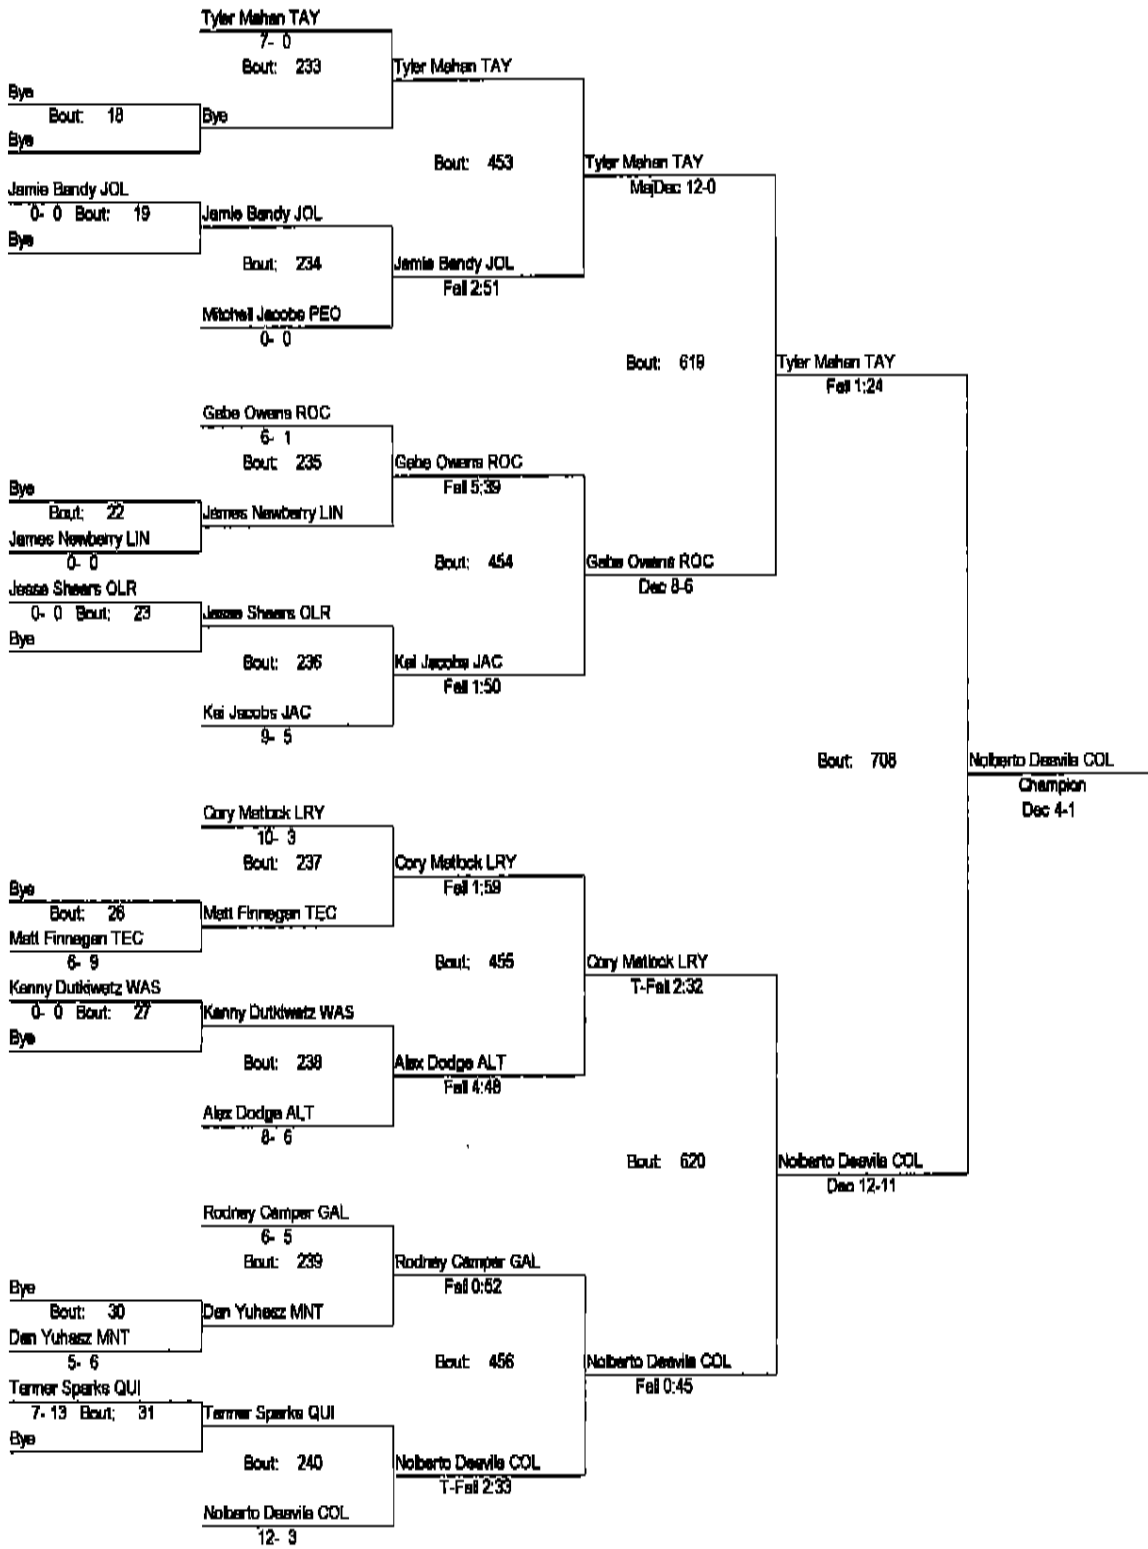 Tyler Mahan TAY
7- 0
Bout: 233
Tyler Mahan TAY
Bye
Bout: 18
Bye
Bye
Bout: 453
Tyler Mahan TAY
MajDec 12-0
Jamie Bandy JOL
0- 0 Bout: 19
Jamie Bandy JOL
Bye
Bout: 234
Jamie Bandy JOL
Fall 2:51
Mitchell Jacobs PEO
0- 0
Bout: 619
Tyler Mahan TAY
Fall 1:24
Gabe Owens ROC
6- 1
Bout: 235
Gabe Owens ROC
Fall 5:39
Bye
Bout: 22
James Newberry LIN
James Newberry LIN
0- 0
Bout: 454
Gabe Owens ROC
Dec 8-6
Jesse Sheers OLR
0- 0 Bout: 23
Jesse Sheers OLR
Bye
Bout: 236
Kai Jacobs JAC
Fall 1:50
Kai Jacobs JAC
9- 5
Bout: 708
Nolberto Deavila COL
Champion
Dec 4-1
Cory Matlock LRY
10- 3
Bout: 237
Cory Matlock LRY
Fall 1:59
Bye
Bout: 26
Matt Finnegan TEC
Matt Finnegan TEC
6- 9
Bout: 455
Cory Matlock LRY
T-Fall 2:32
Kenny Dutkiwetz WAS
0- 0 Bout: 27
Kenny Dutkiwetz WAS
Bye
Bout: 238
Alex Dodge ALT
Fall 4:48
Alex Dodge ALT
8- 6
Bout: 620
Nolberto Deavila COL
Dec 12-11
Rodney Camper GAL
6- 5
Bout: 239
Rodney Camper GAL
Fall 0:52
Bye
Bout: 30
Dan Yuhasz MNT
Dan Yuhasz MNT
5- 6
Bout: 456
Nolberto Deavila COL
Fall 0:45
Tanner Sparks QUI
7- 13 Bout: 31
Tanner Sparks QUI
Bye
Bout: 240
Nolberto Deavila COL
T-Fall 2:33
Nolberto Deavila COL
12- 3